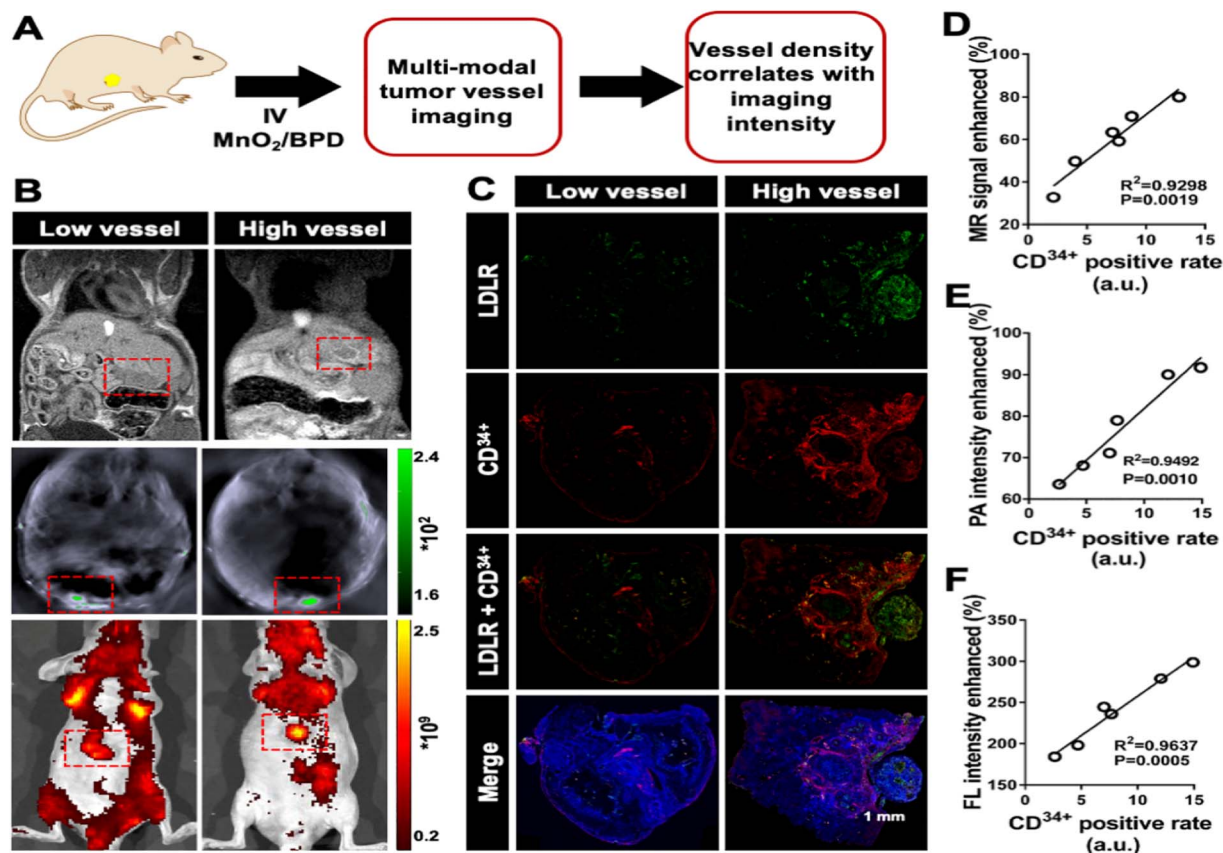 A
IV
MnO₂/BPD
Multi-modal
tumor vessel
imaging
Vessel density
correlates with
imaging
intensity
B
Low vessel
High vessel
2.4
*10²
1.6
2.5
*10⁹
0.2
C
Low vessel
High vessel
LDLR
CD³⁴⁺
LDLR + CD³⁴⁺
Merge
1 mm
D
MR signal enhanced (%)
100
80
60
40
20
R²=0.9298
P=0.0019
0 5 10 15
CD³⁴⁺ positive rate
(a.u.)
E
PA intensity enhanced (%)
100
90
80
70
60
R²=0.9492
P=0.0010
0 5 10 15
CD³⁴⁺ positive rate
(a.u.)
F
FL intensity enhanced (%)
350
300
250
200
150
R²=0.9637
P=0.0005
0 5 10 15
CD³⁴⁺ positive rate
(a.u.)